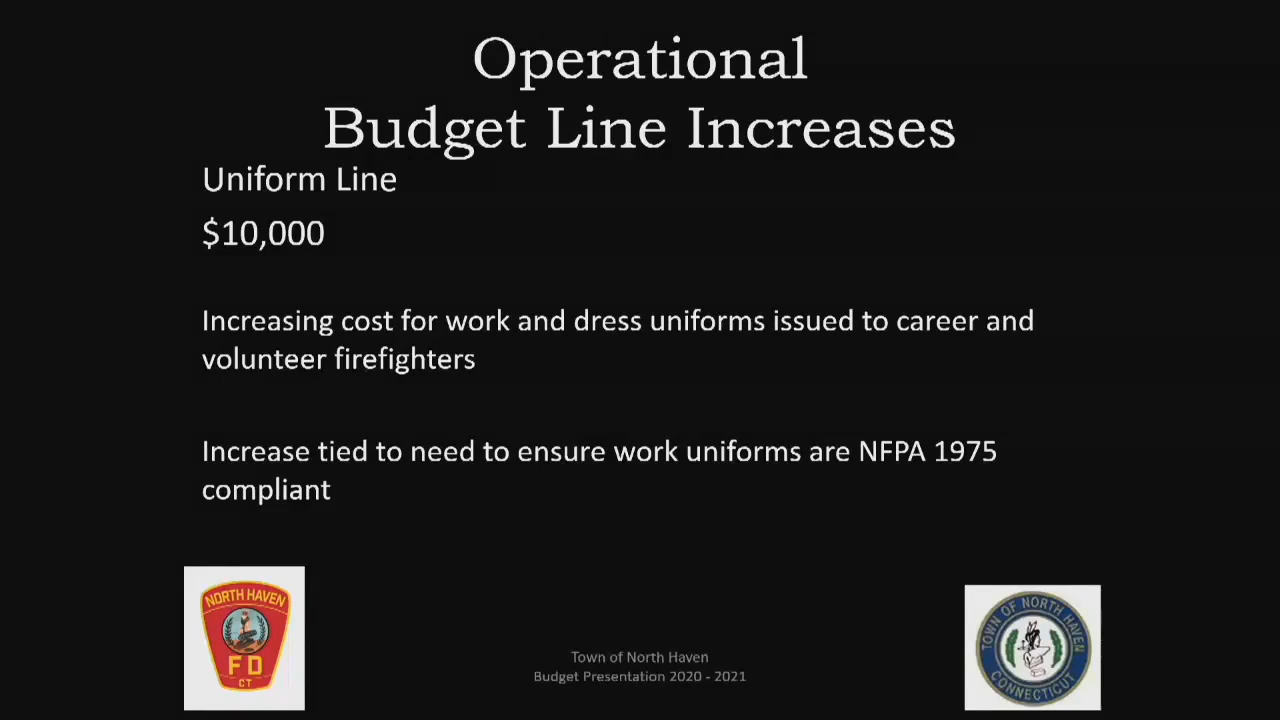 Operational
Budget Line Increases
Uniform Line
$10,000
Increasing cost for work and dress uniforms issued to career and
volunteer firefighters
Increase tied to need to ensure work uniforms are NFPA 1975
compliant
NORTH HAVEN
FD
CT
Town of North Haven
Budget Presentation 2020 - 2021
TOWN OF NORTH HAVEN
CONNECTICUT